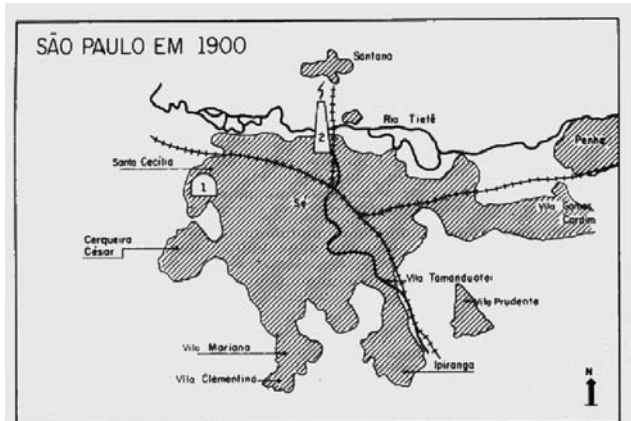 SÃO PAULO EM 1900
Santana
Rio Tietê
2
Penha
Santa Cecília
1
Sé
Vila Gomes
Cardim
Cerqueira
César
Vila Tamanduateí
Vila Prudente
Vila Mariana
Ipiranga
Vila Clementino
N